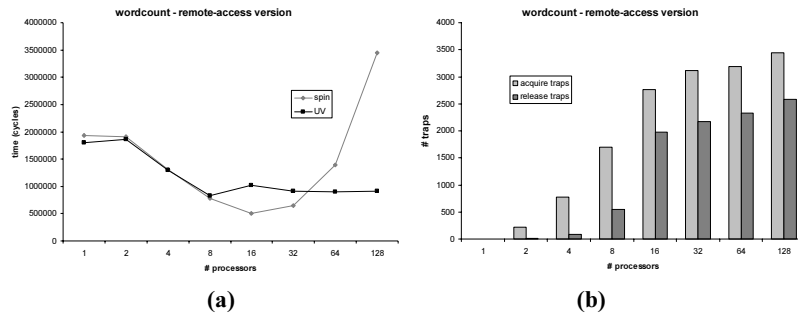 wordcount - remote-access version
4000000
3500000
3000000
2500000
2000000
1500000
1000000
500000
0
time (cycles)
spin
UV
1 2 4 8 16 32 64 128
# processors
(a)
wordcount - remote-access version
4000
3500
3000
2500
2000
1500
1000
500
0
# traps
acquire traps
release traps
1 2 4 8 16 32 64 128
# processors
(b)